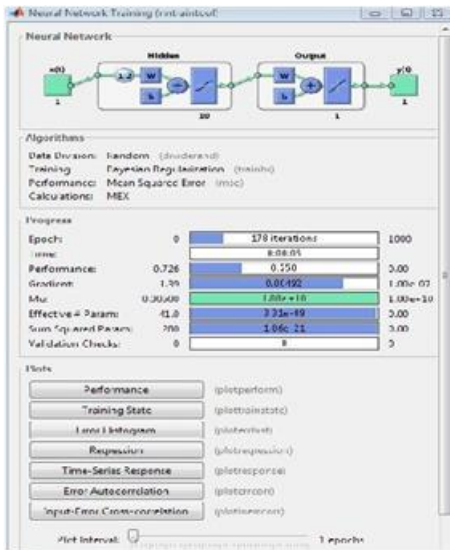 Neural Network Training (nntraintool)
Neural Network
Hidden Output
x(t) 1:2 W b W b y(t)
1 10 1 1
Algorithms
Data Division: Random (dividerand)
Training: Bayesian Regularization (trainbr)
Performance: Mean Squared Error (mse)
Calculations: MEX
Progress
Epoch: 0 178 iterations 1000
Time: 0:00:05
Performance: 0.726 0.250 0.00
Gradient: 1.39 0.00492 1.00e-07
Mu: 0.00500 1.00e+10 1.00e+10
Effective # Param: 41.0 0.00
Sum Squared Param: 0.00
Validation Checks: 0 0 0
Plots
Performance (plotperform)
Training State (plottrainstate)
Error Histogram (ploterrhist)
Regression (plotregression)
Time-Series Response (plotresponse)
Error Autocorrelation (ploterrcorr)
Input-Error Cross-correlation (plotinerrcorr)
Plot Interval: 1 epochs